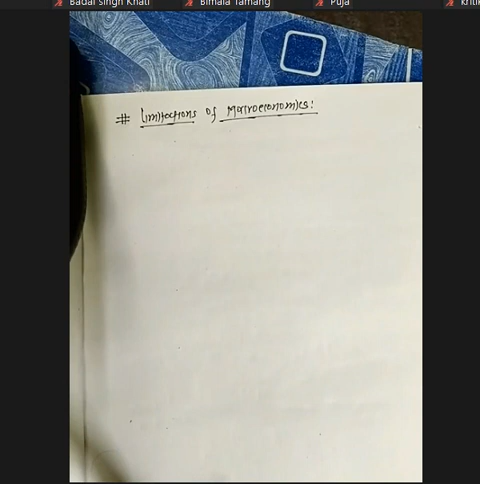 Badal singh Khati
Bimala Tamang
Puja
# Limitations of Macroeconomics: